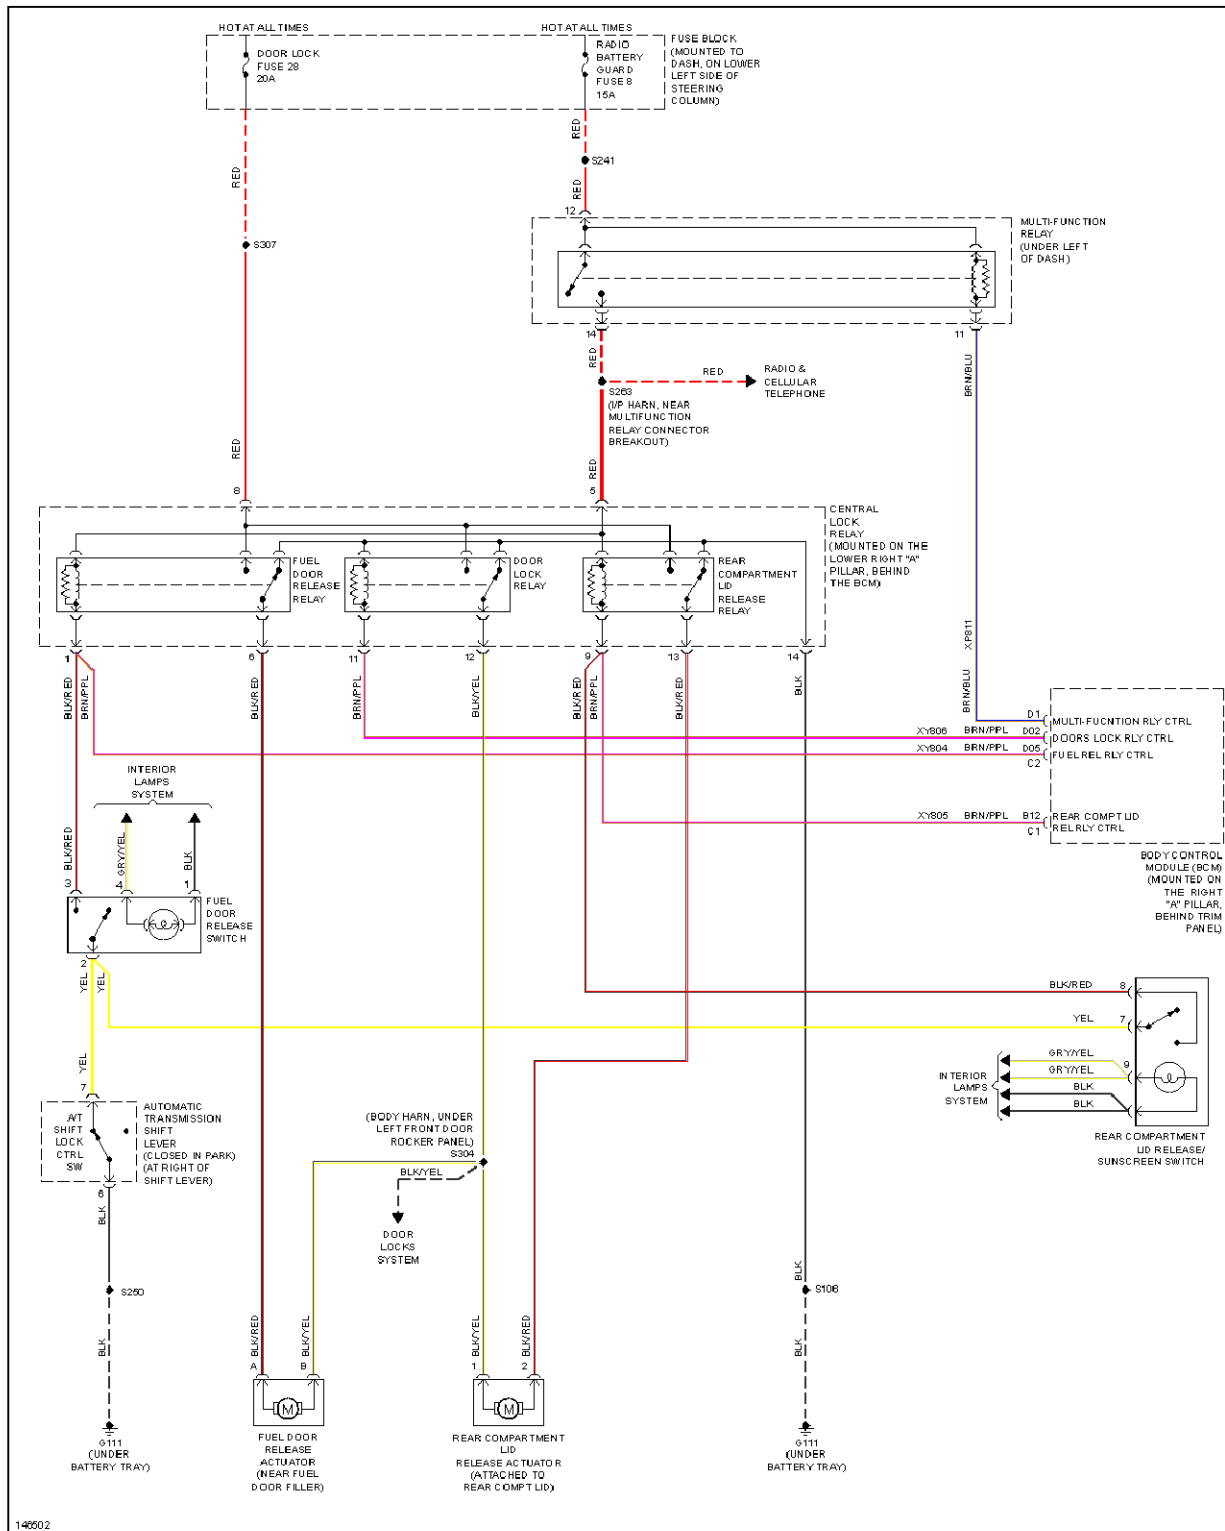 HOT AT ALL TIMES
HOT AT ALL TIMES
DOOR LOCK
FUSE 28
20A
RADIO
BATTERY
GUARD
FUSE 8
15A
FUSE BLOCK
(MOUNTED TO
DASH, ON LOWER
LEFT SIDE OF
STEERING
COLUMN)
RED
RED
S241
RED
12
S307
MULTI-FUNCTION
RELAY
(UNDER LEFT
OF DASH)
14
11
RED
RED
RADIO &
CELLULAR
TELEPHONE
BRN/BLU
S263
(I/P HARN, NEAR
MULTIFUNCTION
RELAY CONNECTOR
BREAKOUT)
RED
RED
8
5
CENTRAL
LOCK
RELAY
(MOUNTED ON THE
LOWER RIGHT "A"
PILLAR, BEHIND
THE BCM)
FUEL
DOOR
RELEASE
RELAY
DOOR
LOCK
RELAY
REAR
COMPARTMENT
LID
RELEASE
RELAY
XP811
1
6
11
12
9
13
14
BLK/RED
BRN/PPL
BLK/RED
BRN/PPL
BLK/YEL
BLK/RED
BRN/PPL
BLK/RED
BLK
BRN/BLU
D1
MULTI-FUCNTION RLY CTRL
XY806
BRN/PPL
D02
DOORS LOCK RLY CTRL
XY804
BRN/PPL
D05
FUEL REL RLY CTRL
C2
XY805
BRN/PPL
B12
REAR COMPT LID
C1
REL RLY CTRL
BODY CONTROL
MODULE (BCM)
(MOUNTED ON
THE RIGHT
"A" PILLAR,
BEHIND TRIM
PANEL)
INTERIOR
LAMPS
SYSTEM
BLK/RED
GRY/YEL
BLK
3
4
1
FUEL
DOOR
RELEASE
SWITCH
2
YEL
YEL
BLK/RED
8
YEL
7
GRY/YEL
9
GRY/YEL
BLK
BLK
INTERIOR
LAMPS
SYSTEM
REAR COMPARTMENT
LID RELEASE/
SUNSCREEN SWITCH
YEL
7
A/T
SHIFT
LOCK
CTRL
SW
AUTOMATIC
TRANSMISSION
SHIFT
LEVER
(CLOSED IN PARK)
(AT RIGHT OF
SHIFT LEVER)
6
BLK
(BODY HARN, UNDER
LEFT FRONT DOOR
ROCKER PANEL)
S304
BLK/YEL
DOOR
LOCKS
SYSTEM
S250
BLK
BLK
S106
BLK
BLK/RED
BLK/YEL
BLK/YEL
BLK/RED
A
B
1
2
M
M
G111
(UNDER
BATTERY TRAY)
FUEL DOOR
RELEASE
ACTUATOR
(NEAR FUEL
DOOR FILLER)
REAR COMPARTMENT
LID
RELEASE ACTUATOR
(ATTACHED TO
REAR COMPT LID)
G111
(UNDER
BATTERY TRAY)
146502